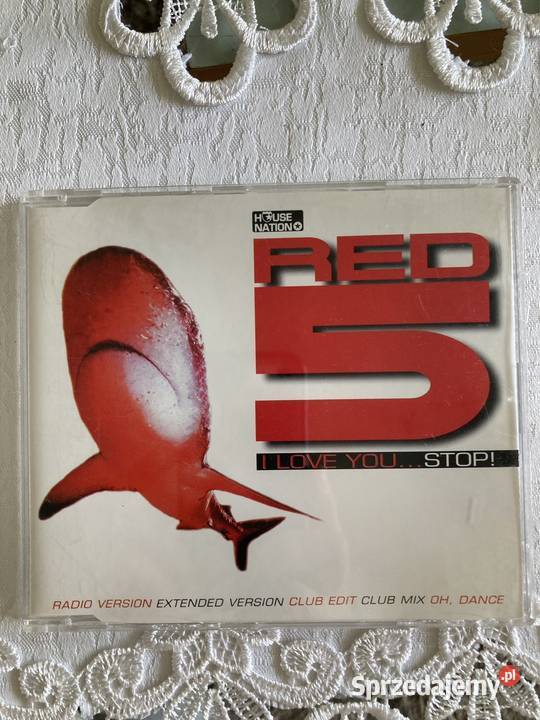 HOUSE
NATION
RED
5
I LOVE YOU...STOP!
RADIO VERSION EXTENDED VERSION CLUB EDIT CLUB MIX OH, DANCE
Sprzedajemy.pl